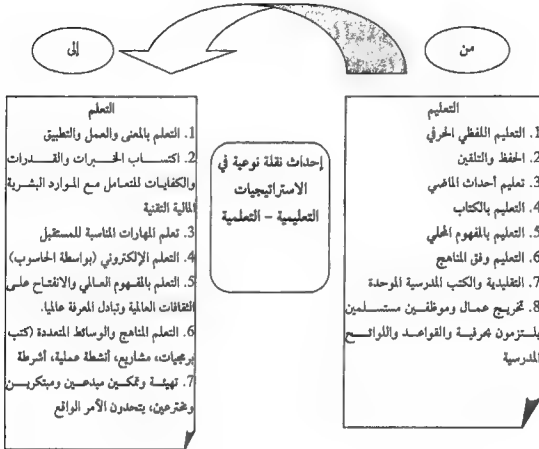 من
إلى
التعليم
1. التعليم اللفظي الحرفي
2. الحفظ والتلقين
3. تعليم أحداث الماضي
4. التعليم بالكتاب
5. التعليم بالمفهوم المحلي
6. التعليم وفق المناهج
7. التقليدية والكتب المدرسية الموحدة
8. تخريج عمال وموظفين مستسلمين
يلتزمون بحرفية والقواعد واللوائح
المدرسية
إحداث نقلة نوعية في
الاستراتيجيات
التعليمية – التعلمية
التعلم
1. التعلم بالمعنى والعمل والتطبيق
2. اكتساب الخبرات والقدرات
والكفايات للتعامل مع الموارد البشرية
المالية التقنية
3. تعلم المهارات المناسبة للمستقبل
4. التعلم الإلكتروني (بواسطة الحاسوب)
5. التعلم بالمفهوم العالمي والانفتاح على
الثقافات العالمية وتبادل المعرفة عالميا.
6. التعلم المناهج والوسائط المتعددة (كتب
برمجيات، مشاريع، أنشطة عملية، أشرطة
7. تهيئة وتمكين مبدعين ومبتكرين
ومخترعين، يتحدون الأمر الواقع